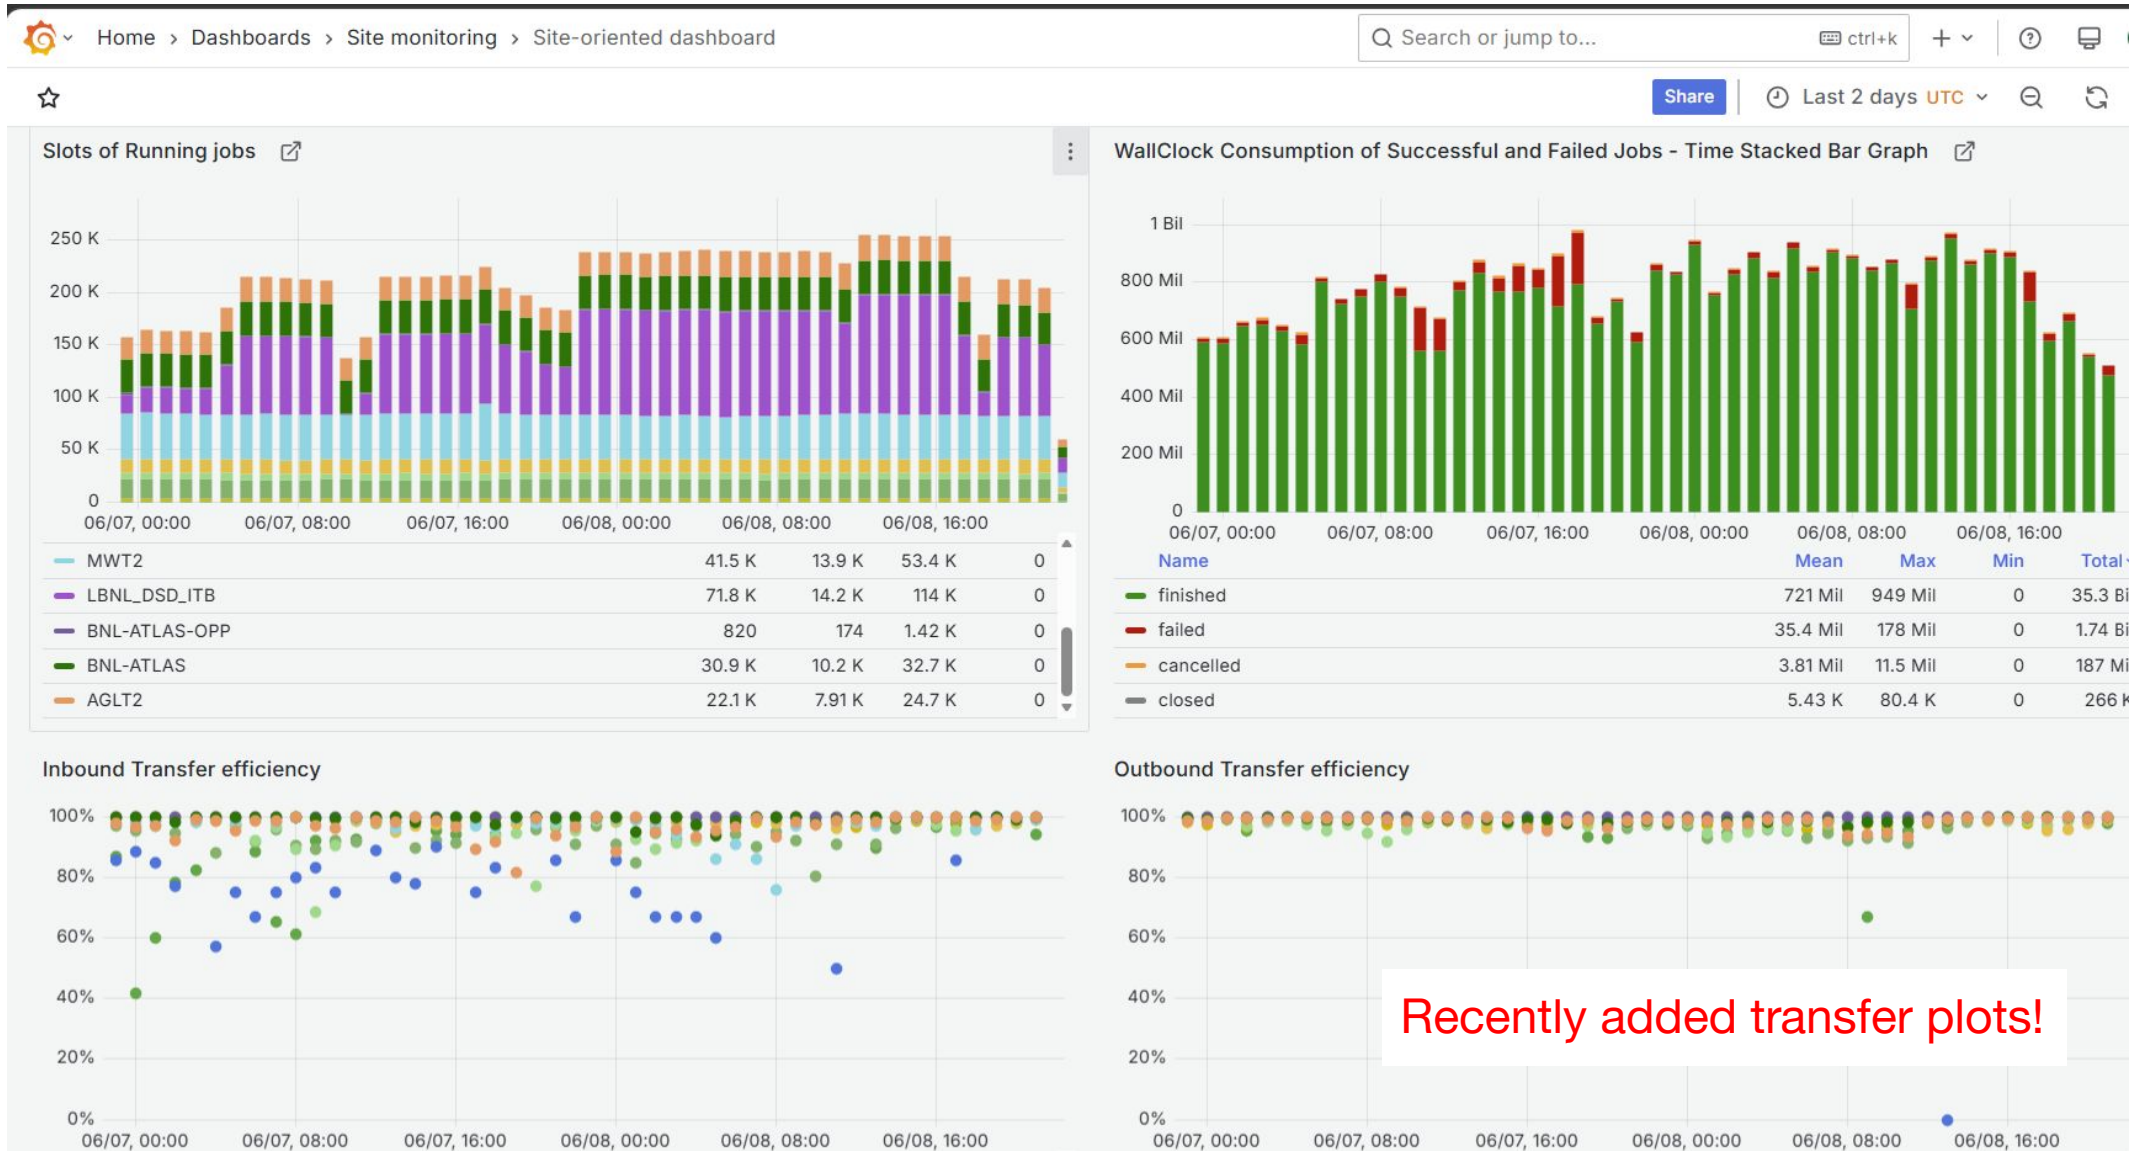 Home > Dashboards > Site monitoring > Site-oriented dashboard
Search or jump to...
ctrl+k
Share
Last 2 days UTC
Slots of Running jobs
250 K
200 K
150 K
100 K
50 K
0
06/07, 00:00 06/07, 08:00 06/07, 16:00 06/08, 00:00 06/08, 08:00 06/08, 16:00
MWT2 41.5 K 13.9 K 53.4 K 0
LBNL_DSD_ITB 71.8 K 14.2 K 114 K 0
BNL-ATLAS-OPP 820 174 1.42 K 0
BNL-ATLAS 30.9 K 10.2 K 32.7 K 0
AGLT2 22.1 K 7.91 K 24.7 K 0
WallClock Consumption of Successful and Failed Jobs - Time Stacked Bar Graph
1 Bil
800 Mil
600 Mil
400 Mil
200 Mil
0
06/07, 00:00 06/07, 08:00 06/07, 16:00 06/08, 00:00 06/08, 08:00 06/08, 16:00
Name Mean Max Min Total
finished 721 Mil 949 Mil 0 35.3 Bi
failed 35.4 Mil 178 Mil 0 1.74 Bi
cancelled 3.81 Mil 11.5 Mil 0 187 Mi
closed 5.43 K 80.4 K 0 266 K
Inbound Transfer efficiency
100%
80%
60%
40%
20%
0%
06/07, 00:00 06/07, 08:00 06/07, 16:00 06/08, 00:00 06/08, 08:00 06/08, 16:00
Outbound Transfer efficiency
100%
80%
60%
40%
20%
0%
06/07, 00:00 06/07, 08:00 06/07, 16:00 06/08, 00:00 06/08, 08:00 06/08, 16:00
Recently added transfer plots!